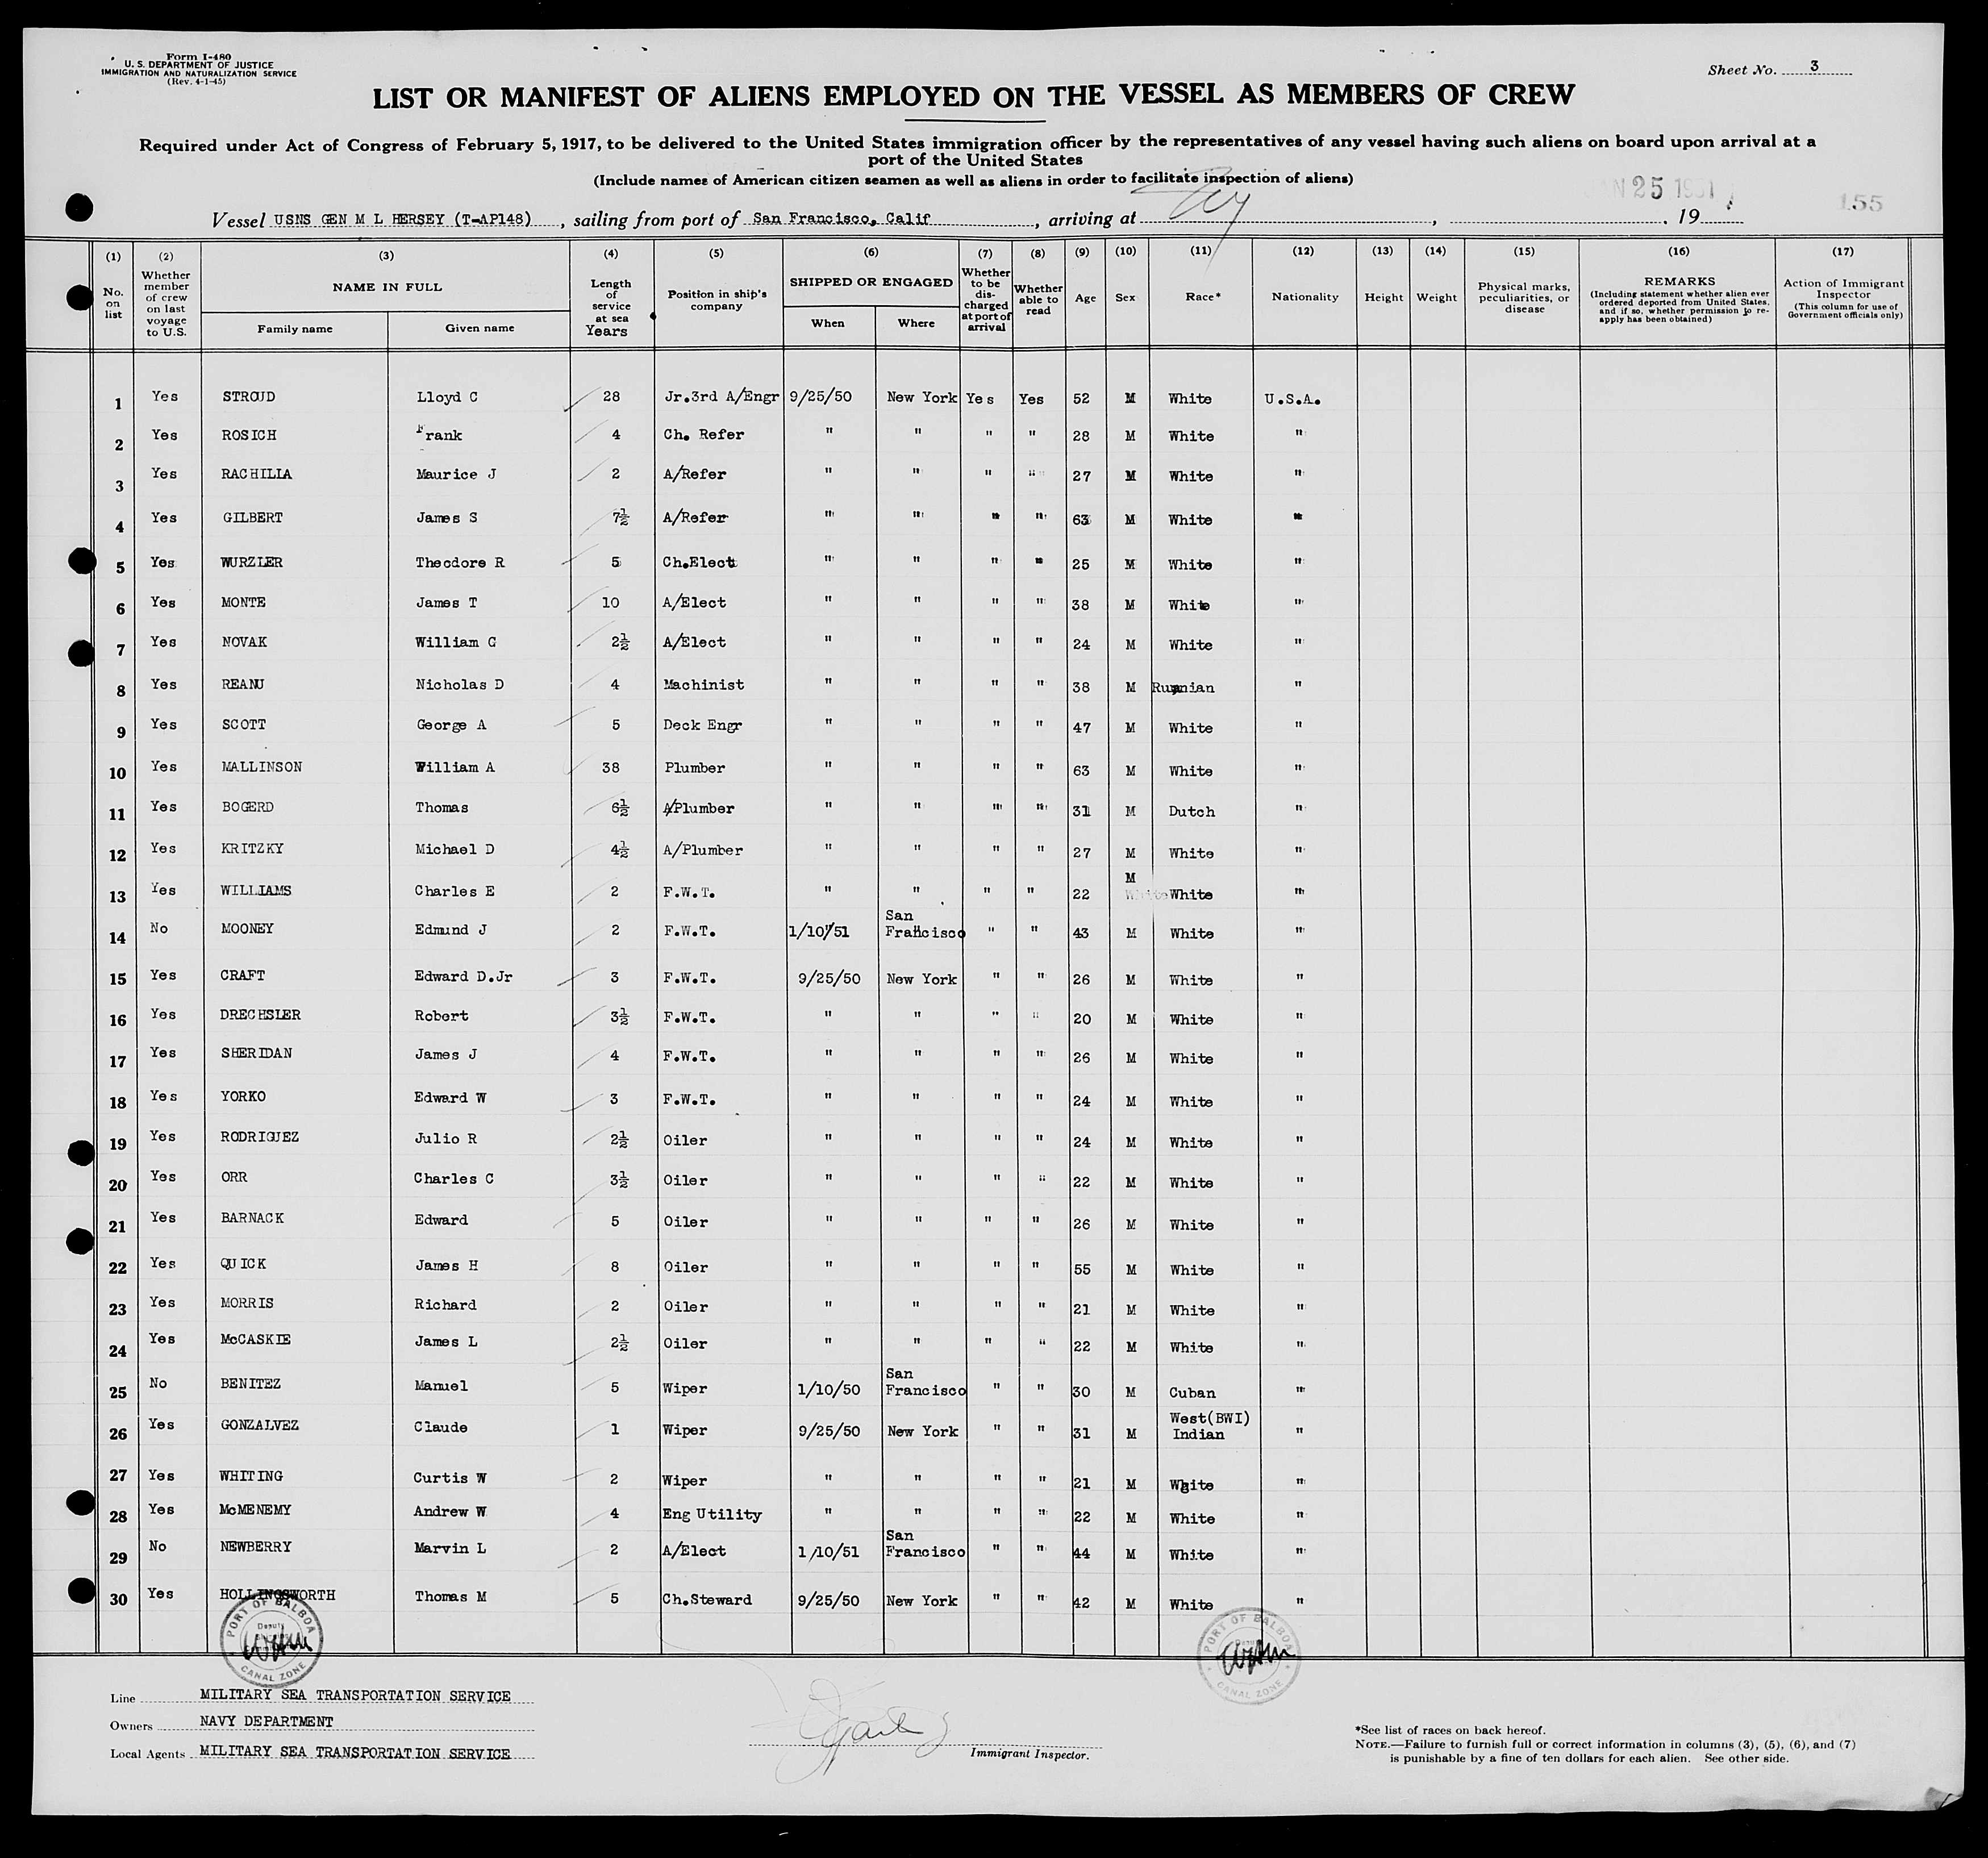 Form I-480
U. S. DEPARTMENT OF JUSTICE
IMMIGRATION AND NATURALIZATION SERVICE
(Rev. 4-1-45)
Sheet No. 3
LIST OR MANIFEST OF ALIENS EMPLOYED ON THE VESSEL AS MEMBERS OF CREW
Required under Act of Congress of February 5, 1917, to be delivered to the United States immigration officer by the representatives of any vessel having such aliens on board upon arrival at a
port of the United States
(Include names of American citizen seamen as well as aliens in order to facilitate inspection of aliens)
25 1951
155
Vessel USNS GEN M L HERSEY (T-AP148), sailing from port of San Francisco, Calif, arriving at NY, 19
(1) (2) (3) (4) (5) (6) (7) (8) (9) (10) (11) (12) (13) (14) (15) (16) (17)
No. on list
Whether member of crew on last voyage to U.S.
NAME IN FULL
Family name Given name
Length of service at sea Years
Position in ship's company
SHIPPED OR ENGAGED
When Where
Whether to be discharged at port of arrival
Whether able to read
Age
Sex
Race*
Nationality
Height
Weight
Physical marks, peculiarities, or disease
REMARKS
(Including statement whether alien ever ordered deported from United States, and if so, whether permission to re-apply has been obtained)
Action of Immigrant Inspector
(This column for use of Government officials only)
1 Yes STROUD Lloyd C 28 Jr.3rd A/Engr 9/25/50 New York Yes Yes 52 M White U.S.A.
2 Yes ROSICH Frank 4 Ch. Refer " " " " 28 M White "
3 Yes RACHILIA Maurice J 2 A/Refer " " " " 27 M White "
4 Yes GILBERT James S 7½ A/Refer " " " " 63 M White "
5 Yes WURZLER Theodore R 5 Ch.Elect " " " " 25 M White "
6 Yes MONTE James T 10 A/Elect " " " " 38 M White "
7 Yes NOVAK William G 2½ A/Elect " " " " 24 M White "
8 Yes REANU Nicholas D 4 Machinist " " " " 38 M Rumnian "
9 Yes SCOTT George A 5 Deck Engr " " " " 47 M White "
10 Yes MALLINSON William A 38 Plumber " " " " 63 M White "
11 Yes BOGERD Thomas 6½ A/Plumber " " " " 31 M Dutch "
12 Yes KRITZKY Michael D 4½ A/Plumber " " " " 27 M White "
13 Yes WILLIAMS Charles E 2 F.W.T. " " " " 22 M White "
14 No MOONEY Edmund J 2 F.W.T. 1/10/51 San Francisco " " 43 M White "
15 Yes CRAFT Edward D.Jr 3 F.W.T. 9/25/50 New York " " 26 M White "
16 Yes DRECHSLER Robert 3½ F.W.T. " " " " 20 M White "
17 Yes SHERIDAN James J 4 F.W.T. " " " " 26 M White "
18 Yes YORKO Edward W 3 F.W.T. " " " " 24 M White "
19 Yes RODRIGUEZ Julio R 2½ Oiler " " " " 24 M White "
20 Yes ORR Charles C 3½ Oiler " " " " 22 M White "
21 Yes BARNACK Edward 5 Oiler " " " " 26 M White "
22 Yes QUICK James H 8 Oiler " " " " 55 M White "
23 Yes MORRIS Richard 2 Oiler " " " " 21 M White "
24 Yes McCASKIE James L 2½ Oiler " " " " 22 M White "
25 No BENITEZ Manuel 5 Wiper 1/10/50 San Francisco " " 30 M Cuban "
26 Yes GONZALVEZ Claude 1 Wiper 9/25/50 New York " " 31 M West(BWI) Indian "
27 Yes WHITING Curtis W 2 Wiper " " " " 21 M White "
28 Yes McMENEMY Andrew W 4 Eng Utility " " " " 22 M White "
29 No NEWBERRY Marvin L 2 A/Elect 1/10/51 San Francisco " " 44 M White "
30 Yes HOLLINGSWORTH Thomas M 5 Ch.Steward 9/25/50 New York " " 42 M White "
PORT OF BALBOA Deputy CANAL ZONE
PORT OF BALBOA Deputy CANAL ZONE
Line MILITARY SEA TRANSPORTATION SERVICE
Owners NAVY DEPARTMENT
Local Agents MILITARY SEA TRANSPORTATION SERVICE
Immigrant Inspector.
*See list of races on back hereof.
NOTE.—Failure to furnish full or correct information in columns (3), (5), (6), and (7)
is punishable by a fine of ten dollars for each alien. See other side.